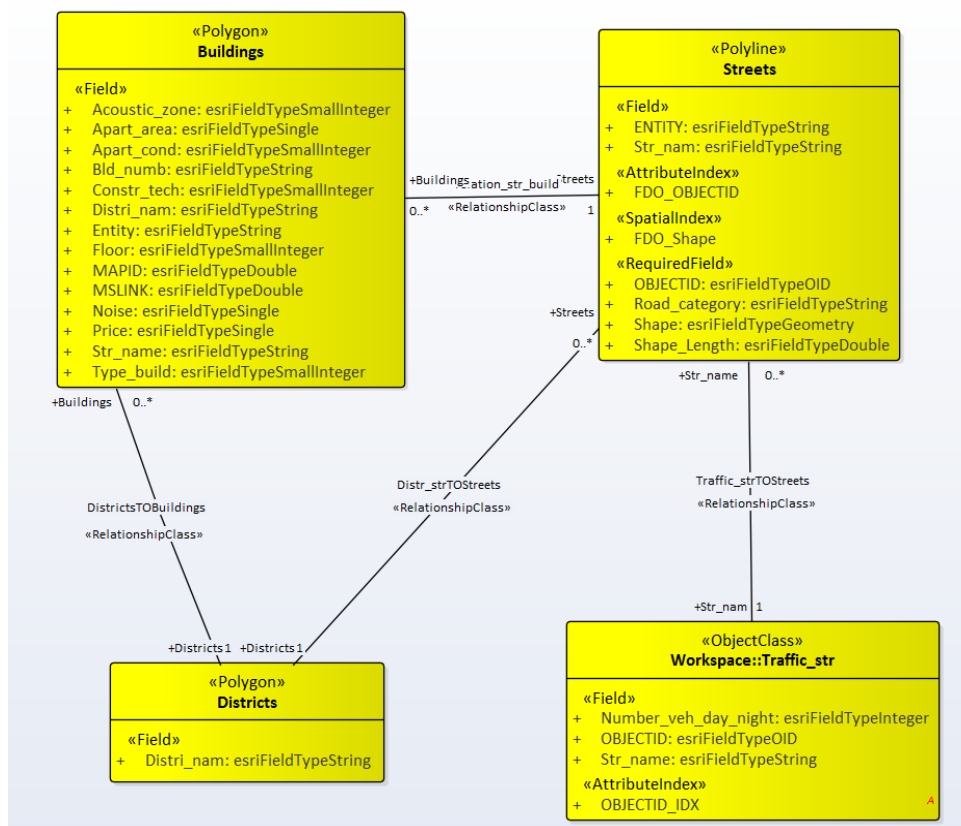 «Polygon»
Buildings
«Field»
+ Acoustic_zone: esriFieldTypeSmallInteger
+ Apart_area: esriFieldTypeSingle
+ Apart_cond: esriFieldTypeSmallInteger
+ Bld_numb: esriFieldTypeString
+ Constr_tech: esriFieldTypeSmallInteger
+ Distri_nam: esriFieldTypeString
+ Entity: esriFieldTypeString
+ Floor: esriFieldTypeSmallInteger
+ MAPID: esriFieldTypeDouble
+ MSLINK: esriFieldTypeDouble
+ Noise: esriFieldTypeSingle
+ Price: esriFieldTypeSingle
+ Str_name: esriFieldTypeString
+ Type_build: esriFieldTypeSmallInteger
«Polyline»
Streets
«Field»
+ ENTITY: esriFieldTypeString
+ Str_nam: esriFieldTypeString
«AttributeIndex»
+ FDO_OBJECTID
«SpatialIndex»
+ FDO_Shape
«RequiredField»
+ OBJECTID: esriFieldTypeOID
+ Road_category: esriFieldTypeString
+ Shape: esriFieldTypeGeometry
+ Shape_Length: esriFieldTypeDouble
+Buildings ation_str_build treets
0..* «RelationshipClass» 1
+Streets
0..*
+Buildings 0..*
+Str_name 0..*
DistrictsTOBuildings
«RelationshipClass»
Distr_strTOStreets
«RelationshipClass»
Traffic_strTOStreets
«RelationshipClass»
+Districts 1 +Districts 1
+Str_nam 1
«Polygon»
Districts
«Field»
+ Distri_nam: esriFieldTypeString
«ObjectClass»
Workspace::Traffic_str
«Field»
+ Number_veh_day_night: esriFieldTypeInteger
+ OBJECTID: esriFieldTypeOID
+ Str_name: esriFieldTypeString
«AttributeIndex»
+ OBJECTID_IDX
A